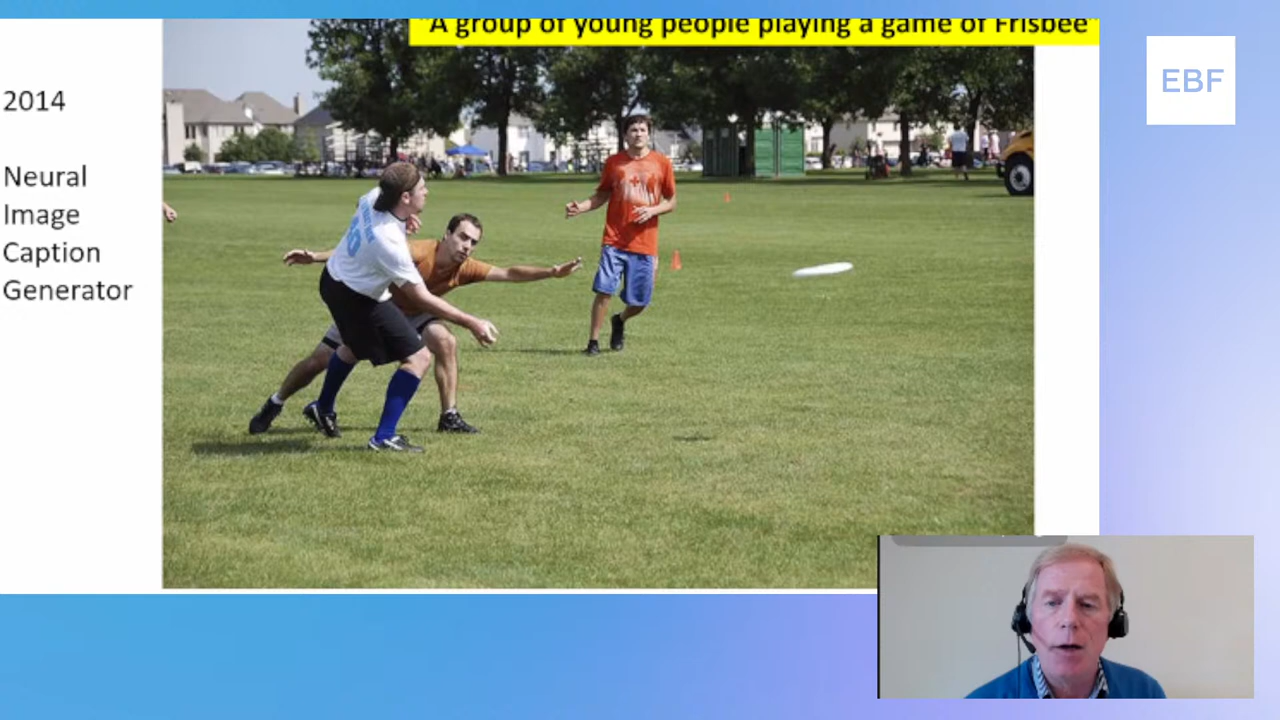 "A group of young people playing a game of Frisbee"
EBF
2014
Neural
Image
Caption
Generator